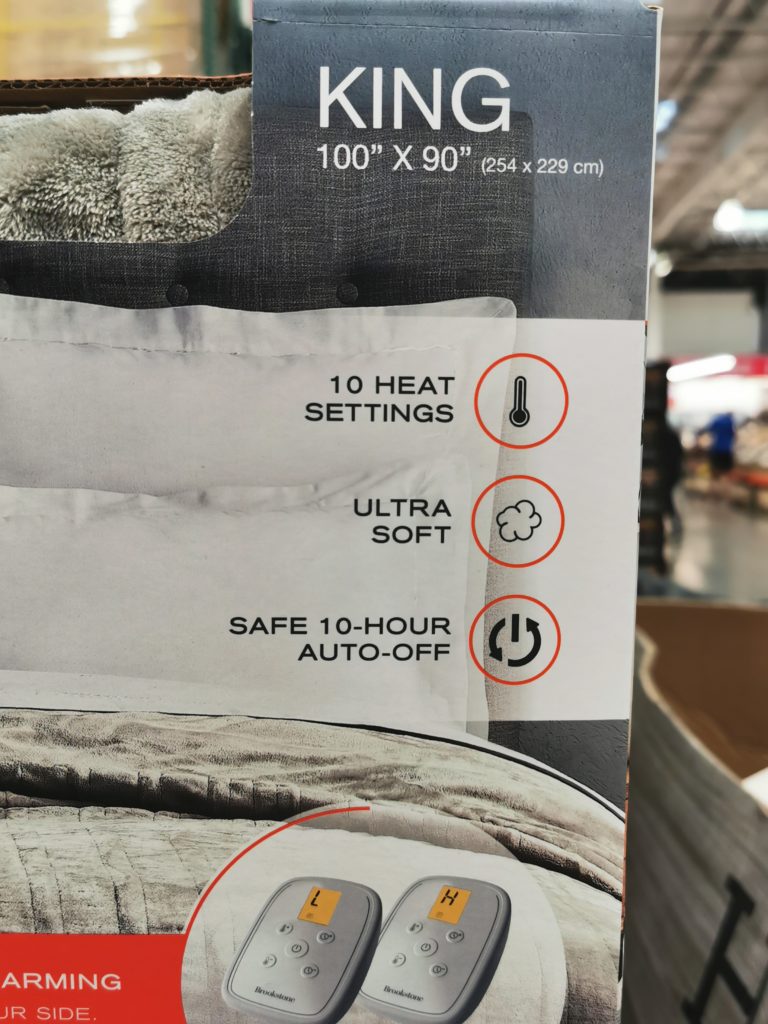 KING
100” X 90” (254 x 229 cm)
10 HEAT
SETTINGS
ULTRA
SOFT
SAFE 10-HOUR
AUTO-OFF
L
H
Brookstone
Brookstone
ARMING
UR SIDE.
H